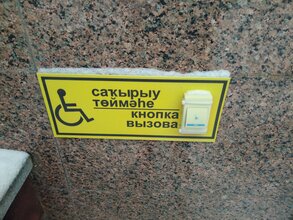 саҡырыу
төймәһе
кнопка
вызова